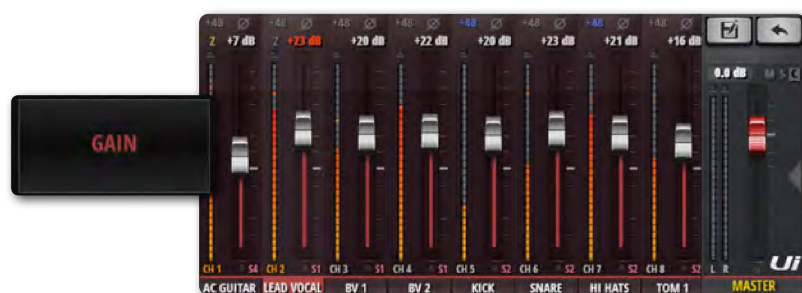 GAIN
+48 Ø +48 Ø +48 Ø +48 Ø +48 Ø +48 Ø +48 Ø +48 Ø
Z +7 dB Z +23 dB +20 dB +22 dB +20 dB +23 dB +21 dB +16 dB
0.0 dB M S
CH 1 S4 CH 2 S1 CH 3 S1 CH 4 S1 CH 5 S2 CH 6 S2 CH 7 S2 CH 8 S2 L R Ui
AC GUITAR LEAD VOCAL BV 1 BV 2 KICK SNARE HI HATS TOM 1 MASTER